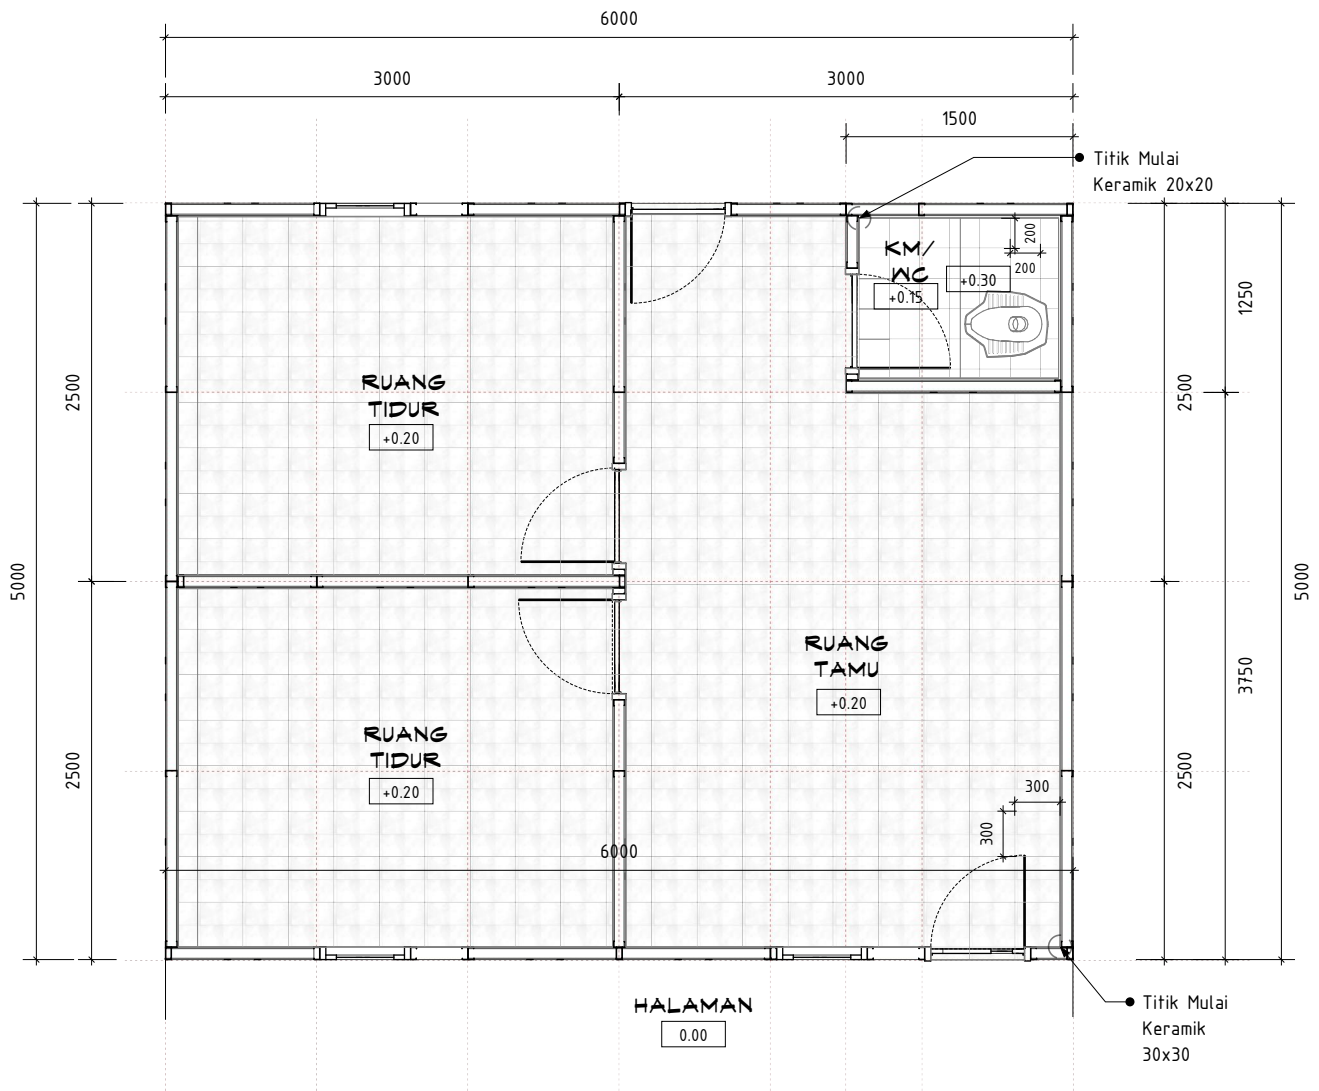 6000
3000
3000
1500
Titik Mulai
Keramik 20x20
KM/
WC
+0.15
+0.30
200
200
1250
RUANG
TIDUR
+0.20
2500
2500
5000
5000
RUANG
TAMU
+0.20
3750
RUANG
TIDUR
+0.20
2500
2500
300
300
6000
HALAMAN
0.00
Titik Mulai
Keramik
30x30